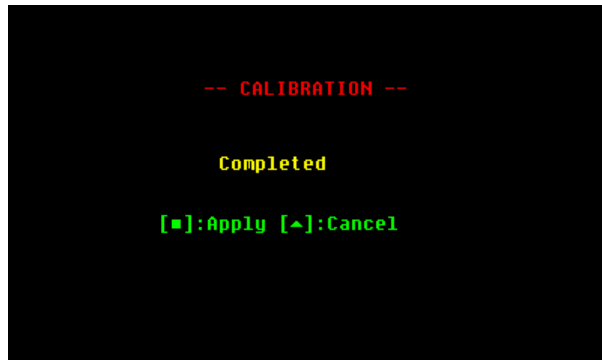 -- CALIBRATION --
Completed
[■]:Apply [▲]:Cancel